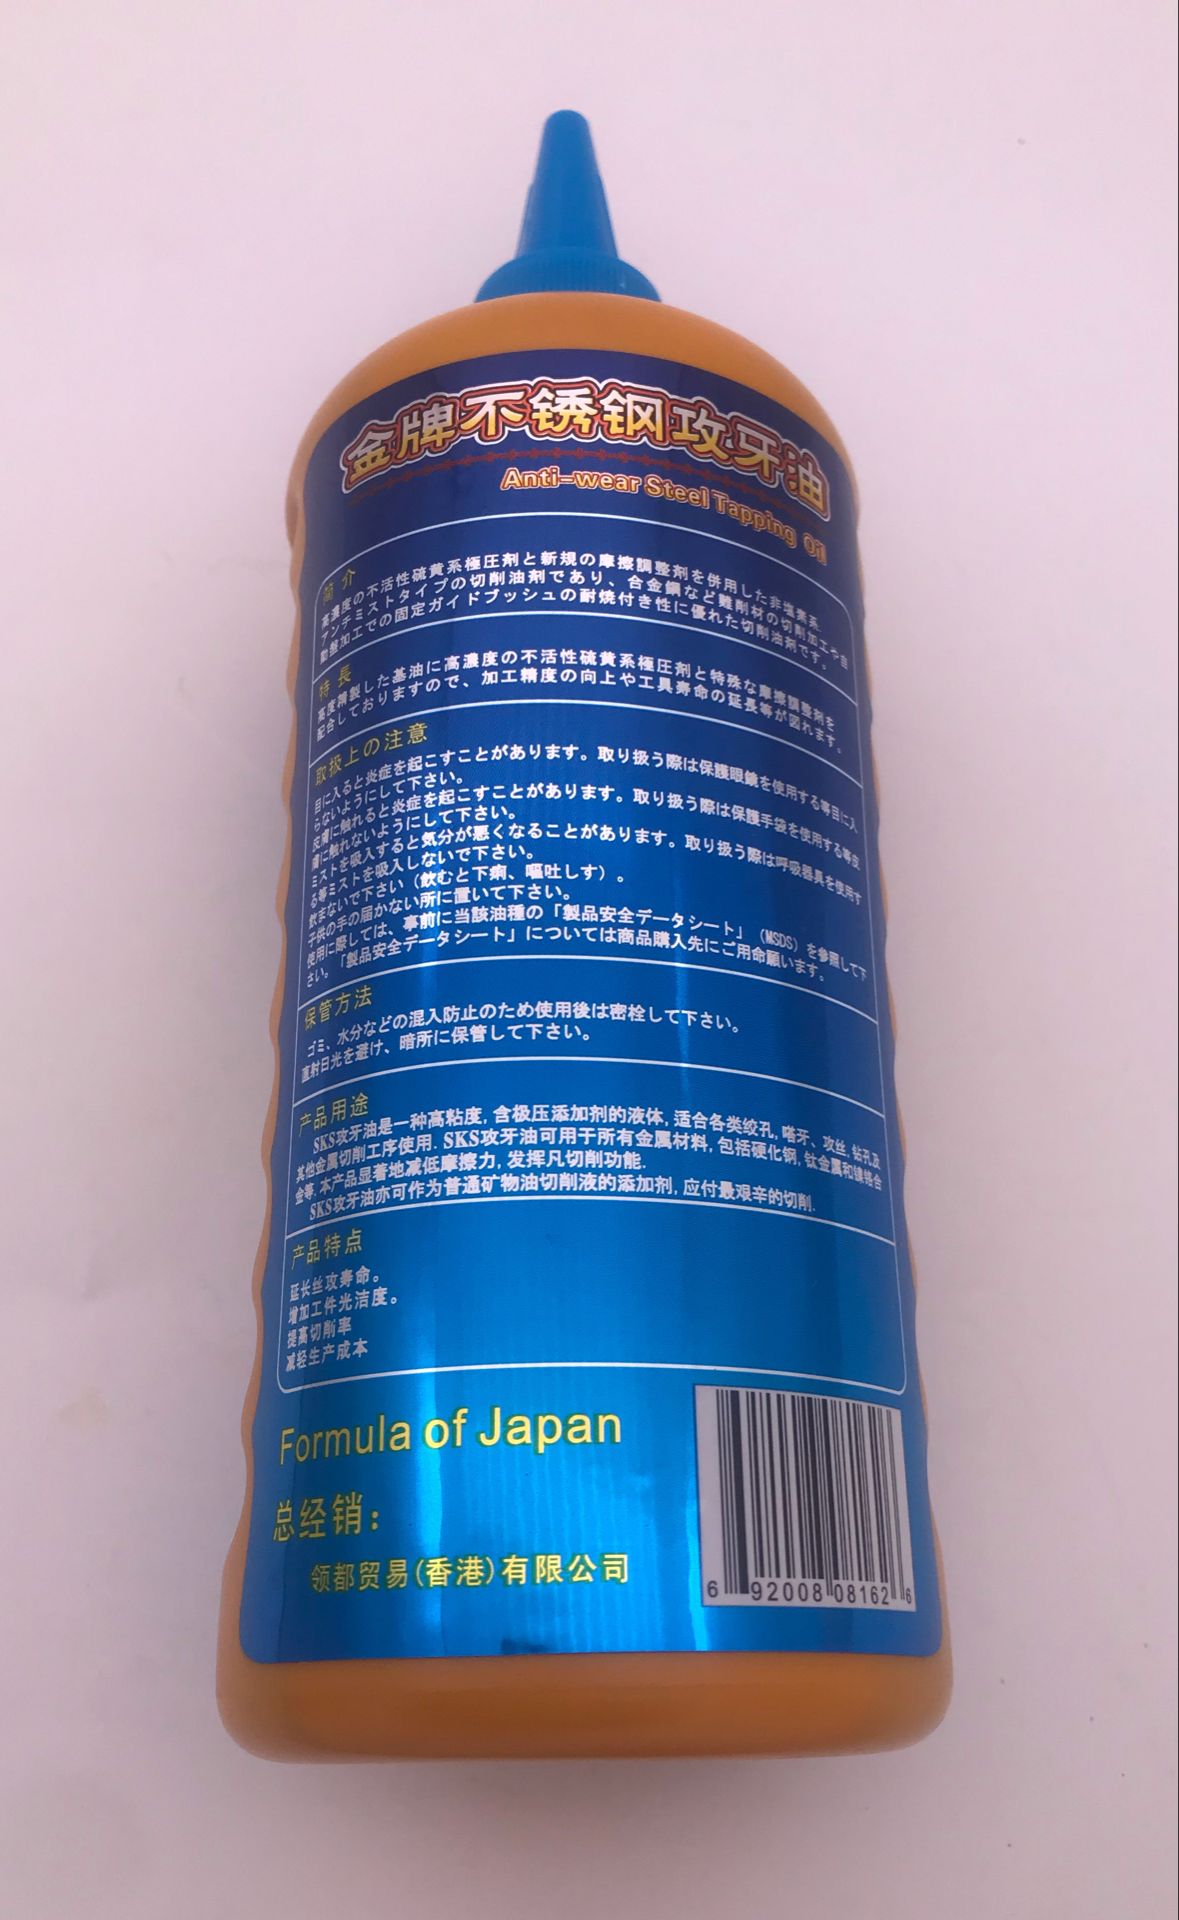 金牌不锈钢攻牙油
Anti-wear Steel Tapping Oil
简介
高濃度の不活性硫黄系極圧剤と新規の摩擦調整剤を併用した非塩素系、
アンチミストタイプの切削油剤であり、合金鋼など難削材の切削加工や自
動盤加工での固定ガイドブッシュの耐焼付き性に優れた切削油剤です。
特長
高度精製した基油に高濃度の不活性硫黄系極圧剤と特殊な摩擦調整剤を
配合しておりますので、加工精度の向上や工具寿命の延長等が図れます。
取扱上の注意
目に入ると炎症を起こすことがあります。取り扱う際は保護眼鏡を使用する等目に入
らないようにして下さい。
皮膚に触れると炎症を起こすことがあります。取り扱う際は保護手袋を使用する等皮
膚に触れないようにして下さい。
ミストを吸入すると気分が悪くなることがあります。取り扱う際は呼吸器具を使用す
る等ミストを吸入しないで下さい。
飲まないで下さい（飲むと下痢、嘔吐しす）。
子供の手の届かない所に置いて下さい。
使用に際しては、事前に当該油種の「製品安全データシート」（MSDS）を参照して下
さい。「製品安全データシート」については商品購入先にご用命願います。
保管方法
ゴミ、水分などの混入防止のため使用後は密栓して下さい。
直射日光を避け、暗所に保管して下さい。
产品用途
SKS攻牙油是一种高粘度,含极压添加剂的液体,适合各类绞孔,啮牙、攻丝,钻孔及
其他金属切削工序使用.SKS攻牙油可用于所有金属材料,包括硬化钢,钛金属和镍铬合
金等.本产品显著地减低摩擦力,发挥凡切削功能.
SKS攻牙油亦可作为普通矿物油切削液的添加剂,应付最艰辛的切削.
产品特点
延长丝攻寿命。
增加工件光洁度。
提高切削率
减轻生产成本
Formula of Japan
总经销：
领都贸易(香港)有限公司
6 92008 08162 6